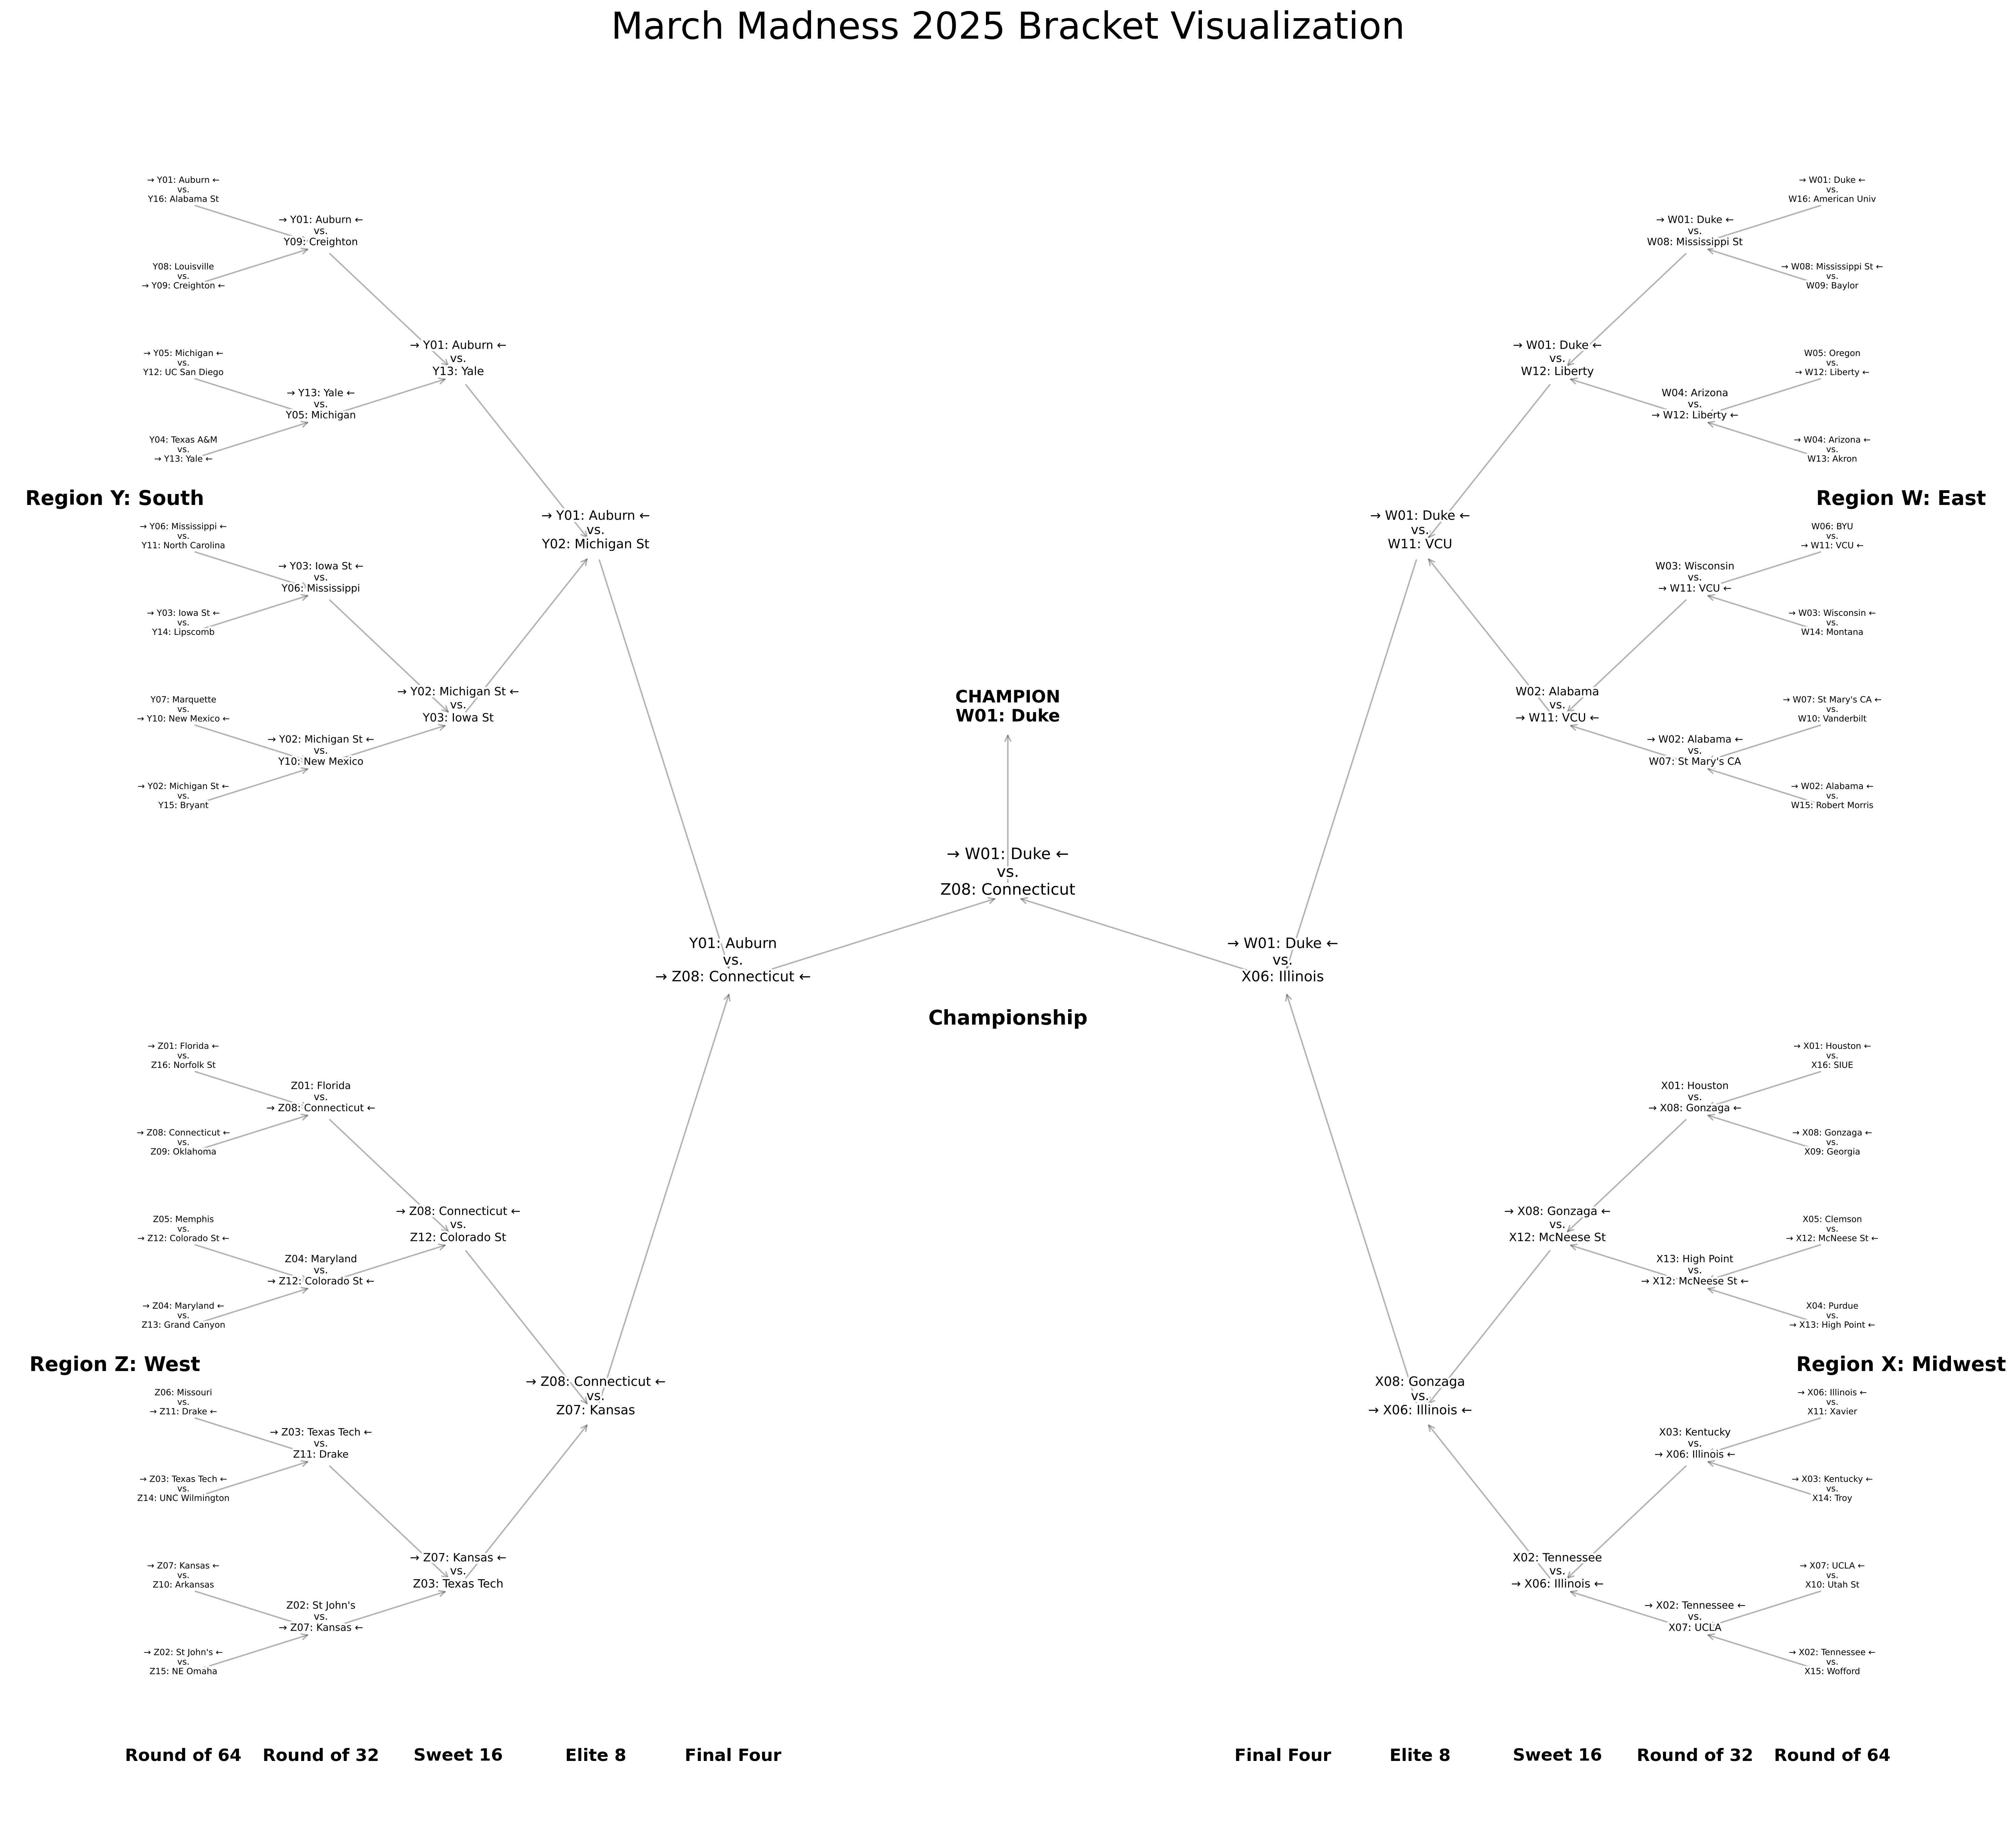 March Madness 2025 Bracket Visualization
→ Y01: Auburn ←
vs.
Y16: Alabama St
Y08: Louisville
vs.
→ Y09: Creighton ←
→ Y05: Michigan ←
vs.
Y12: UC San Diego
Y04: Texas A&M
vs.
→ Y13: Yale ←
Region Y: South
→ Y06: Mississippi ←
vs.
Y11: North Carolina
→ Y03: Iowa St ←
vs.
Y14: Lipscomb
Y07: Marquette
vs.
→ Y10: New Mexico ←
→ Y02: Michigan St ←
vs.
Y15: Bryant
→ Y01: Auburn ←
vs.
Y09: Creighton
→ Y13: Yale ←
vs.
Y05: Michigan
→ Y03: Iowa St ←
vs.
Y06: Mississippi
→ Y02: Michigan St ←
vs.
Y10: New Mexico
→ Y01: Auburn ←
vs.
Y13: Yale
→ Y02: Michigan St ←
vs.
Y03: Iowa St
→ Y01: Auburn ←
vs.
Y02: Michigan St
→ Z01: Florida ←
vs.
Z16: Norfolk St
→ Z08: Connecticut ←
vs.
Z09: Oklahoma
Z05: Memphis
vs.
→ Z12: Colorado St ←
→ Z04: Maryland ←
vs.
Z13: Grand Canyon
Region Z: West
Z06: Missouri
vs.
→ Z11: Drake ←
→ Z03: Texas Tech ←
vs.
Z14: UNC Wilmington
→ Z07: Kansas ←
vs.
Z10: Arkansas
→ Z02: St John's ←
vs.
Z15: NE Omaha
Z01: Florida
vs.
→ Z08: Connecticut ←
Z04: Maryland
vs.
→ Z12: Colorado St ←
→ Z03: Texas Tech ←
vs.
Z11: Drake
Z02: St John's
vs.
→ Z07: Kansas ←
→ Z08: Connecticut ←
vs.
Z12: Colorado St
→ Z07: Kansas ←
vs.
Z03: Texas Tech
→ Z08: Connecticut ←
vs.
Z07: Kansas
Y01: Auburn
vs.
→ Z08: Connecticut ←
CHAMPION
W01: Duke
→ W01: Duke ←
vs.
Z08: Connecticut
Championship
→ W01: Duke ←
vs.
X06: Illinois
→ W01: Duke ←
vs.
W11: VCU
→ W01: Duke ←
vs.
W12: Liberty
W02: Alabama
vs.
→ W11: VCU ←
→ W01: Duke ←
vs.
W08: Mississippi St
W04: Arizona
vs.
→ W12: Liberty ←
W03: Wisconsin
vs.
→ W11: VCU ←
→ W02: Alabama ←
vs.
W07: St Mary's CA
→ W01: Duke ←
vs.
W16: American Univ
→ W08: Mississippi St ←
vs.
W09: Baylor
W05: Oregon
vs.
→ W12: Liberty ←
→ W04: Arizona ←
vs.
W13: Akron
Region W: East
W06: BYU
vs.
→ W11: VCU ←
→ W03: Wisconsin ←
vs.
W14: Montana
→ W07: St Mary's CA ←
vs.
W10: Vanderbilt
→ W02: Alabama ←
vs.
W15: Robert Morris
X08: Gonzaga
vs.
→ X06: Illinois ←
→ X08: Gonzaga ←
vs.
X12: McNeese St
X02: Tennessee
vs.
→ X06: Illinois ←
X01: Houston
vs.
→ X08: Gonzaga ←
X13: High Point
vs.
→ X12: McNeese St ←
X03: Kentucky
vs.
→ X06: Illinois ←
→ X02: Tennessee ←
vs.
X07: UCLA
→ X01: Houston ←
vs.
X16: SIUE
→ X08: Gonzaga ←
vs.
X09: Georgia
X05: Clemson
vs.
→ X12: McNeese St ←
X04: Purdue
vs.
→ X13: High Point ←
Region X: Midwest
→ X06: Illinois ←
vs.
X11: Xavier
→ X03: Kentucky ←
vs.
X14: Troy
→ X07: UCLA ←
vs.
X10: Utah St
→ X02: Tennessee ←
vs.
X15: Wofford
Round of 64 Round of 32 Sweet 16 Elite 8 Final Four Final Four Elite 8 Sweet 16 Round of 32 Round of 64